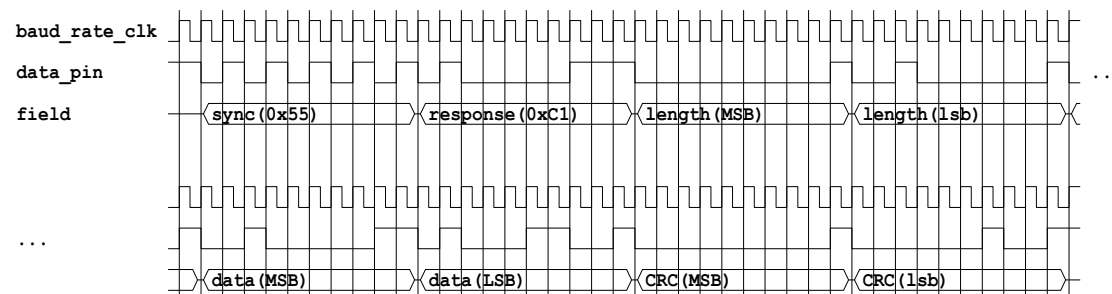 baud_rate_clk
data_pin ..
field sync(0x55) response(0xC1) length(MSB) length(lsb)
...
data(MSB) data(LSB) CRC(MSB) CRC(lsb)